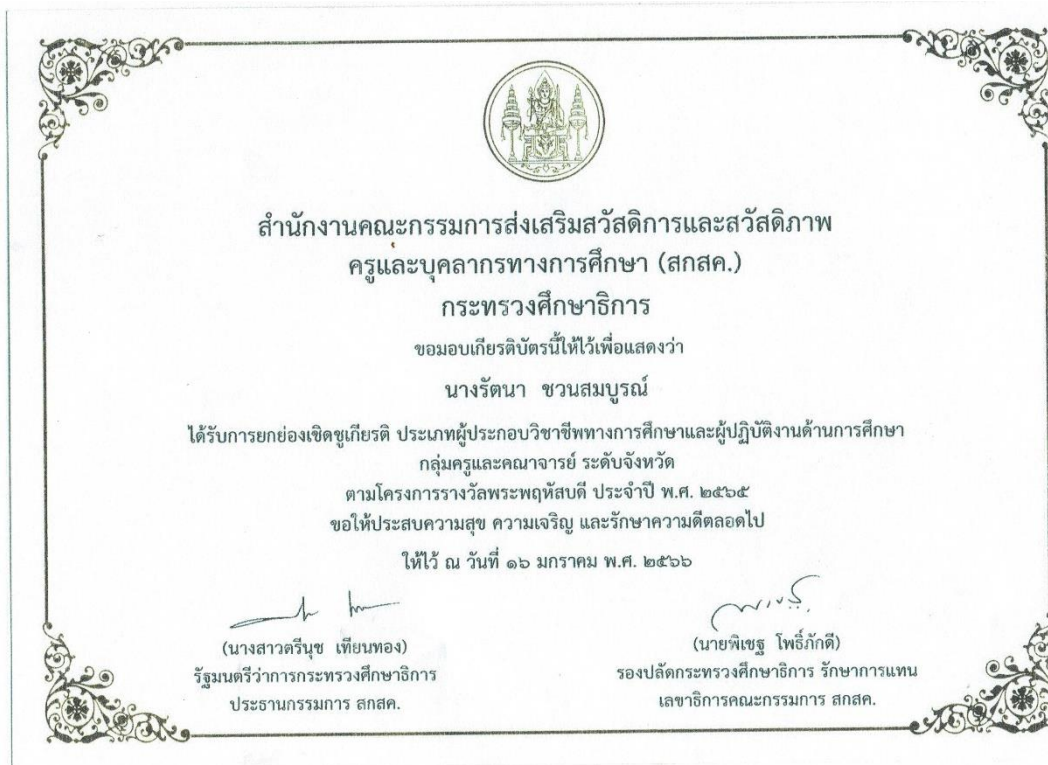 สำนักงานคณะกรรมการส่งเสริมสวัสดิการและสวัสดิภาพ
ครูและบุคลากรทางการศึกษา (สกสค.)
กระทรวงศึกษาธิการ
ขอมอบเกียรติบัตรนี้ให้ไว้เพื่อแสดงว่า
นางรัตนา ชวนสมบูรณ์
ได้รับการยกย่องเชิดชูเกียรติ ประเภทผู้ประกอบวิชาชีพทางการศึกษาและผู้ปฏิบัติงานด้านการศึกษา
กลุ่มครูและคณาจารย์ ระดับจังหวัด
ตามโครงการรางวัลพระพฤหัสบดี ประจำปี พ.ศ. ๒๕๖๕
ขอให้ประสบความสุข ความเจริญ และรักษาความดีตลอดไป
ให้ไว้ ณ วันที่ ๑๖ มกราคม พ.ศ. ๒๕๖๖
(นางสาวตรีนุช เทียนทอง)
รัฐมนตรีว่าการกระทรวงศึกษาธิการ
ประธานกรรมการ สกสค.
(นายพิเชฐ โพธิ์ภักดี)
รองปลัดกระทรวงศึกษาธิการ รักษาการแทน
เลขาธิการคณะกรรมการ สกสค.